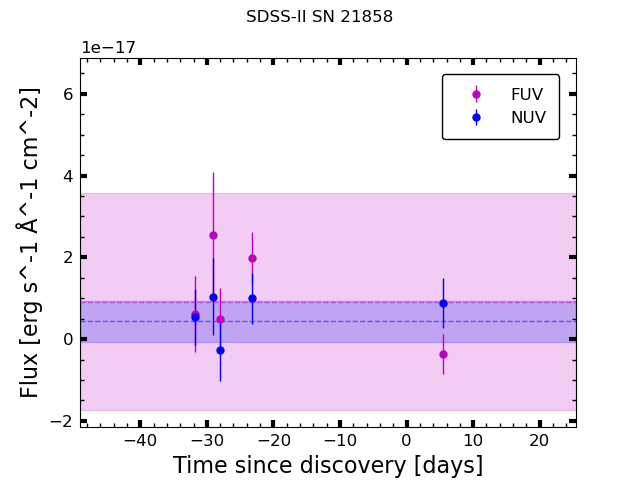 SDSS-II SN 21858
1e−17
Flux [erg s^-1 Å^-1 cm^-2]
6
4
2
0
−2
FUV
NUV
−40 −30 −20 −10 0 10 20
Time since discovery [days]